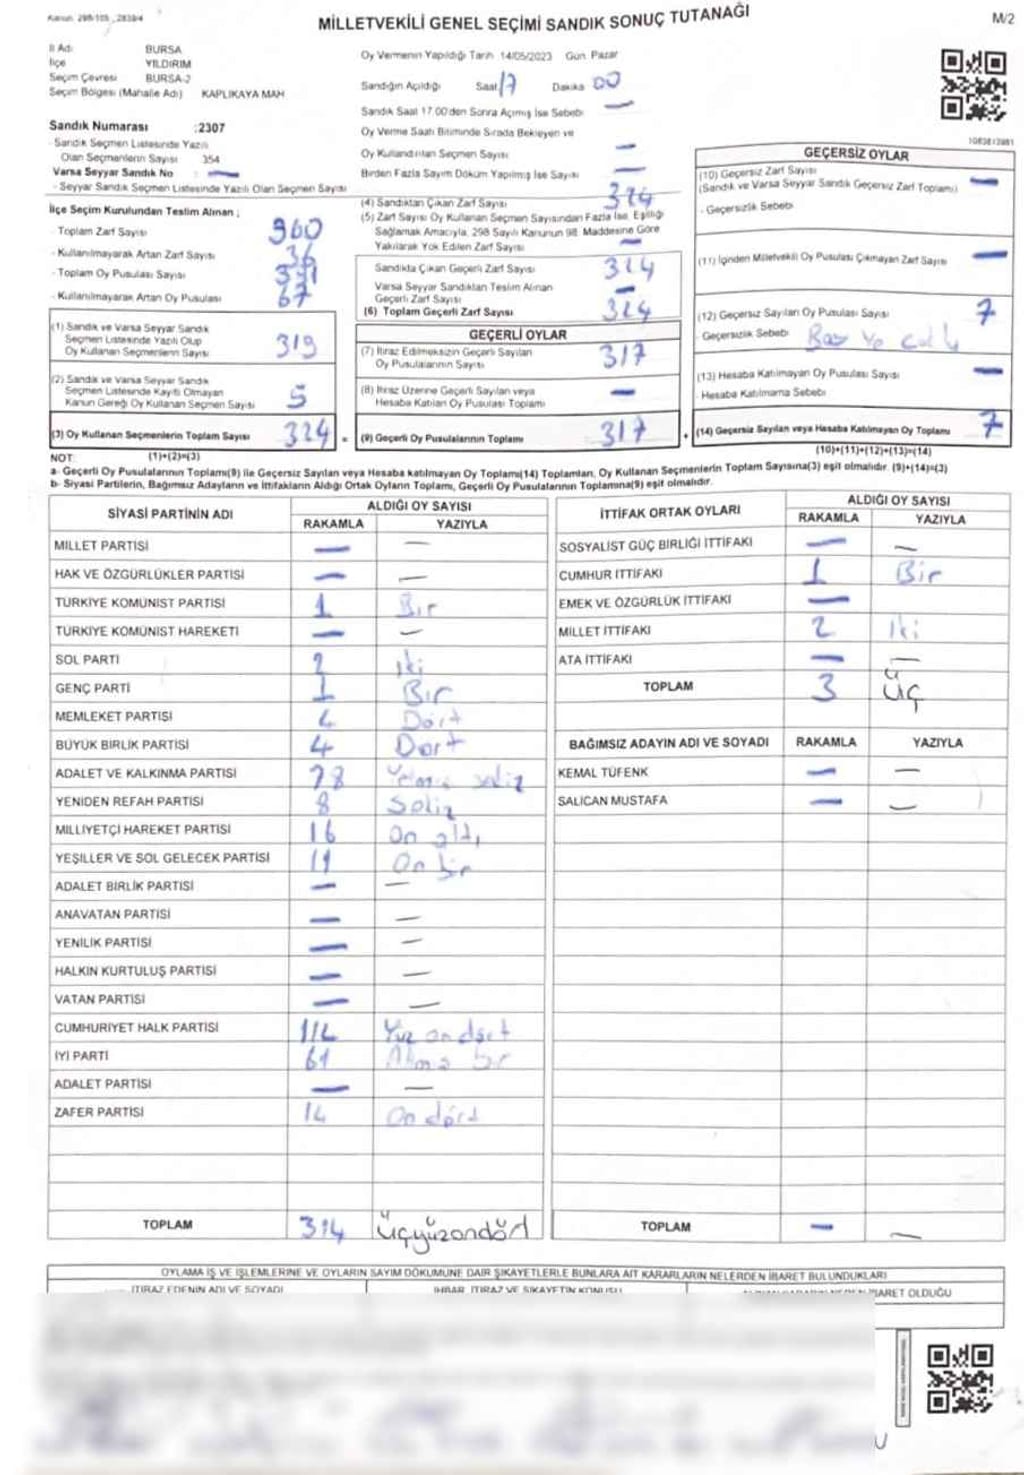 Kanun: 298/105 , 2839/4
MİLLETVEKİLİ GENEL SEÇİMİ SANDIK SONUÇ TUTANAĞI
M/2
İl Adı BURSA
İlçe YILDIRIM
Seçim Çevresi BURSA-2
Seçim Bölgesi (Mahalle Adı) KAPLIKAYA MAH
Sandık Numarası :2307
- Sandık Seçmen Listesinde Yazılı
Olan Seçmenlerin Sayısı 354
Varsa Seyyar Sandık No : —
- Seyyar Sandık Seçmen Listesinde Yazılı Olan Seçmen Sayısı
İlçe Seçim Kurulundan Teslim Alınan ;
- Toplam Zarf Sayısı 360
- Kullanılmayarak Artan Zarf Sayısı 36
- Toplam Oy Pusulası Sayısı
- Kullanılmayarak Artan Oy Pusulası 67
(1) Sandık ve Varsa Seyyar Sandık
Seçmen Listesinde Yazılı Olup
Oy Kullanan Seçmenlerin Sayısı 319
(2) Sandık ve Varsa Seyyar Sandık
Seçmen Listesinde Kayıtlı Olmayan
Kanun Gereği Oy Kullanan Seçmen Sayısı 5
(3) Oy Kullanan Seçmenlerin Toplam Sayısı 324 =
(1)+(2)=(3)
Oy Vermenin Yapıldığı Tarih 14/05/2023 Gün Pazar
Sandığın Açıldığı Saat 17 Dakika 00
Sandık Saat 17.00'den Sonra Açımış İse Sebebi —
Oy Verme Saati Bitiminde Sırada Bekleyen ve
Oy Kullandırılan Seçmen Sayısı —
Birden Fazla Sayım Döküm Yapılmış İse Sayısı —
(4) Sandıktan Çıkan Zarf Sayısı 324
(5) Zarf Sayısı Oy Kullanan Seçmen Sayısından Fazla İse, Eşitliği
Sağlamak Amacıyla, 298 Sayılı Kanunun 98. Maddesine Göre
Yakılarak Yok Edilen Zarf Sayısı —
Sandıkta Çıkan Geçerli Zarf Sayısı 324
Varsa Seyyar Sandıktan Teslim Alınan
Geçerli Zarf Sayısı —
(6) Toplam Geçerli Zarf Sayısı 324
GEÇERLİ OYLAR
(7) İtiraz Edilmeksizin Geçerli Sayılan
Oy Pusulalarının Sayısı 317
(8) İtiraz Üzerine Geçerli Sayılan veya
Hesaba Katılan Oy Pusulası Toplamı —
(9) Geçerli Oy Pusulalarının Toplamı 317 +
1083813981
GEÇERSİZ OYLAR
(10) Geçersiz Zarf Sayısı —
(Sandık ve Varsa Seyyar Sandık Geçersiz Zarf Toplamı)
- Geçersizlik Sebebi
(11) İçinden Milletvekili Oy Pusulası Çıkmayan Zarf Sayısı —
(12) Geçersiz Sayılan Oy Pusulası Sayısı 7
Geçersizlik Sebebi
(13) Hesaba Katılmayan Oy Pusulası Sayısı —
- Hesaba Katılmama Sebebi
(14) Geçersiz Sayılan veya Hesaba Katılmayan Oy Toplamı 7
(10)+(11)+(12)+(13)=(14)
NOT:
a- Geçerli Oy Pusulalarının Toplamı(9) ile Geçersiz Sayılan veya Hesaba katılmayan Oy Toplamı(14) Toplamları, Oy Kullanan Seçmenlerin Toplam Sayısına(3) eşit olmalıdır. (9)+(14)=(3)
b- Siyasi Partilerin, Bağımsız Adayların ve İttifakların Aldığı Ortak Oyların Toplamı, Geçerli Oy Pusulalarının Toplamına(9) eşit olmalıdır.
SİYASİ PARTİNİN ADI ALDIĞI OY SAYISI
RAKAMLA YAZIYLA
MİLLET PARTİSİ — —
HAK VE ÖZGÜRLÜKLER PARTİSİ — —
TÜRKİYE KOMÜNİST PARTİSİ 1 Bir
TÜRKİYE KOMÜNİST HAREKETİ — —
SOL PARTİ 2 iki
GENÇ PARTİ 1 Bir
MEMLEKET PARTİSİ 4 Dört
BÜYÜK BİRLİK PARTİSİ 4 Dört
ADALET VE KALKINMA PARTİSİ 78 Yetmiş sekiz
YENİDEN REFAH PARTİSİ 8 Sekiz
MİLLİYETÇİ HAREKET PARTİSİ 16 On altı
YEŞİLLER VE SOL GELECEK PARTİSİ 11 On bir
ADALET BİRLİK PARTİSİ — —
ANAVATAN PARTİSİ — —
YENİLİK PARTİSİ — —
HALKIN KURTULUŞ PARTİSİ — —
VATAN PARTİSİ — —
CUMHURİYET HALK PARTİSİ 114 Yüz on dört
İYİ PARTİ 61 Altmış bir
ADALET PARTİSİ — —
ZAFER PARTİSİ 14 On dört
TOPLAM 314 Üçyüzondört
İTTİFAK ORTAK OYLARI ALDIĞI OY SAYISI
RAKAMLA YAZIYLA
SOSYALİST GÜÇ BİRLİĞİ İTTİFAKI — —
CUMHUR İTTİFAKI 1 Bir
EMEK VE ÖZGÜRLÜK İTTİFAKI —
MİLLET İTTİFAKI 2 iki
ATA İTTİFAKI — —
TOPLAM 3 Üç
BAĞIMSIZ ADAYIN ADI VE SOYADI RAKAMLA YAZIYLA
KEMAL TÜFENK — —
SALİCAN MUSTAFA — —
TOPLAM — —
OYLAMA İŞ VE İŞLEMLERİNE VE OYLARIN SAYIM DÖKÜMÜNE DAİR ŞİKAYETLERLE BUNLARA AİT KARARLARIN NELERDEN İBARET BULUNDUKLARI
İTİRAZ EDENİN ADI VE SOYADI İHBAR, İTİRAZ VE ŞİKAYETİN KONUSU İBARET OLDUĞU